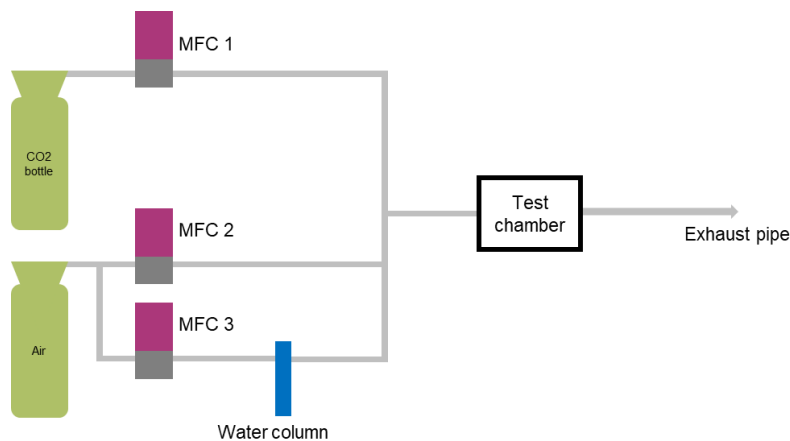 MFC 1
CO2
bottle
MFC 2
Test
chamber
Exhaust pipe
MFC 3
Air
Water column